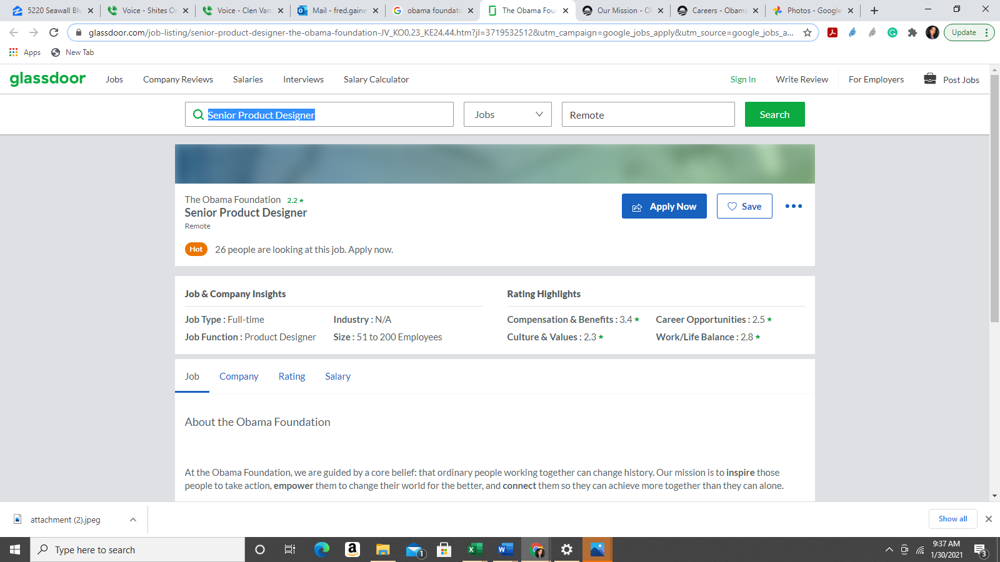 5220 Seawall Blv
Voice - Shites Or
Voice - Clen Van
Mail - fred.gaine
obama foundatio
The Obama Four
Our Mission - O
Careers - Obama
Photos - Google
glassdoor.com/job-listing/senior-product-designer-the-obama-foundation-JV_KO0,23_KE24,44.htm?jl=3719532512&utm_campaign=google_jobs_apply&utm_source=google_jobs_a...
Update
Apps New Tab
glassdoor Jobs Company Reviews Salaries Interviews Salary Calculator Sign In Write Review For Employers Post Jobs
Senior Product Designer Jobs Remote Search
The Obama Foundation 2.2 ★
Senior Product Designer
Remote
Apply Now Save
Hot 26 people are looking at this job. Apply now.
Job & Company Insights
Job Type : Full-time Industry : N/A
Job Function : Product Designer Size : 51 to 200 Employees
Rating Highlights
Compensation & Benefits : 3.4 ★ Career Opportunities : 2.5 ★
Culture & Values : 2.3 ★ Work/Life Balance : 2.8 ★
Job Company Rating Salary
About the Obama Foundation
At the Obama Foundation, we are guided by a core belief: that ordinary people working together can change history. Our mission is to inspire those
people to take action, empower them to change their world for the better, and connect them so they can achieve more together than they can alone.
attachment (2).jpeg
Show all
Type here to search
1
9:37 AM
1/30/2021
3